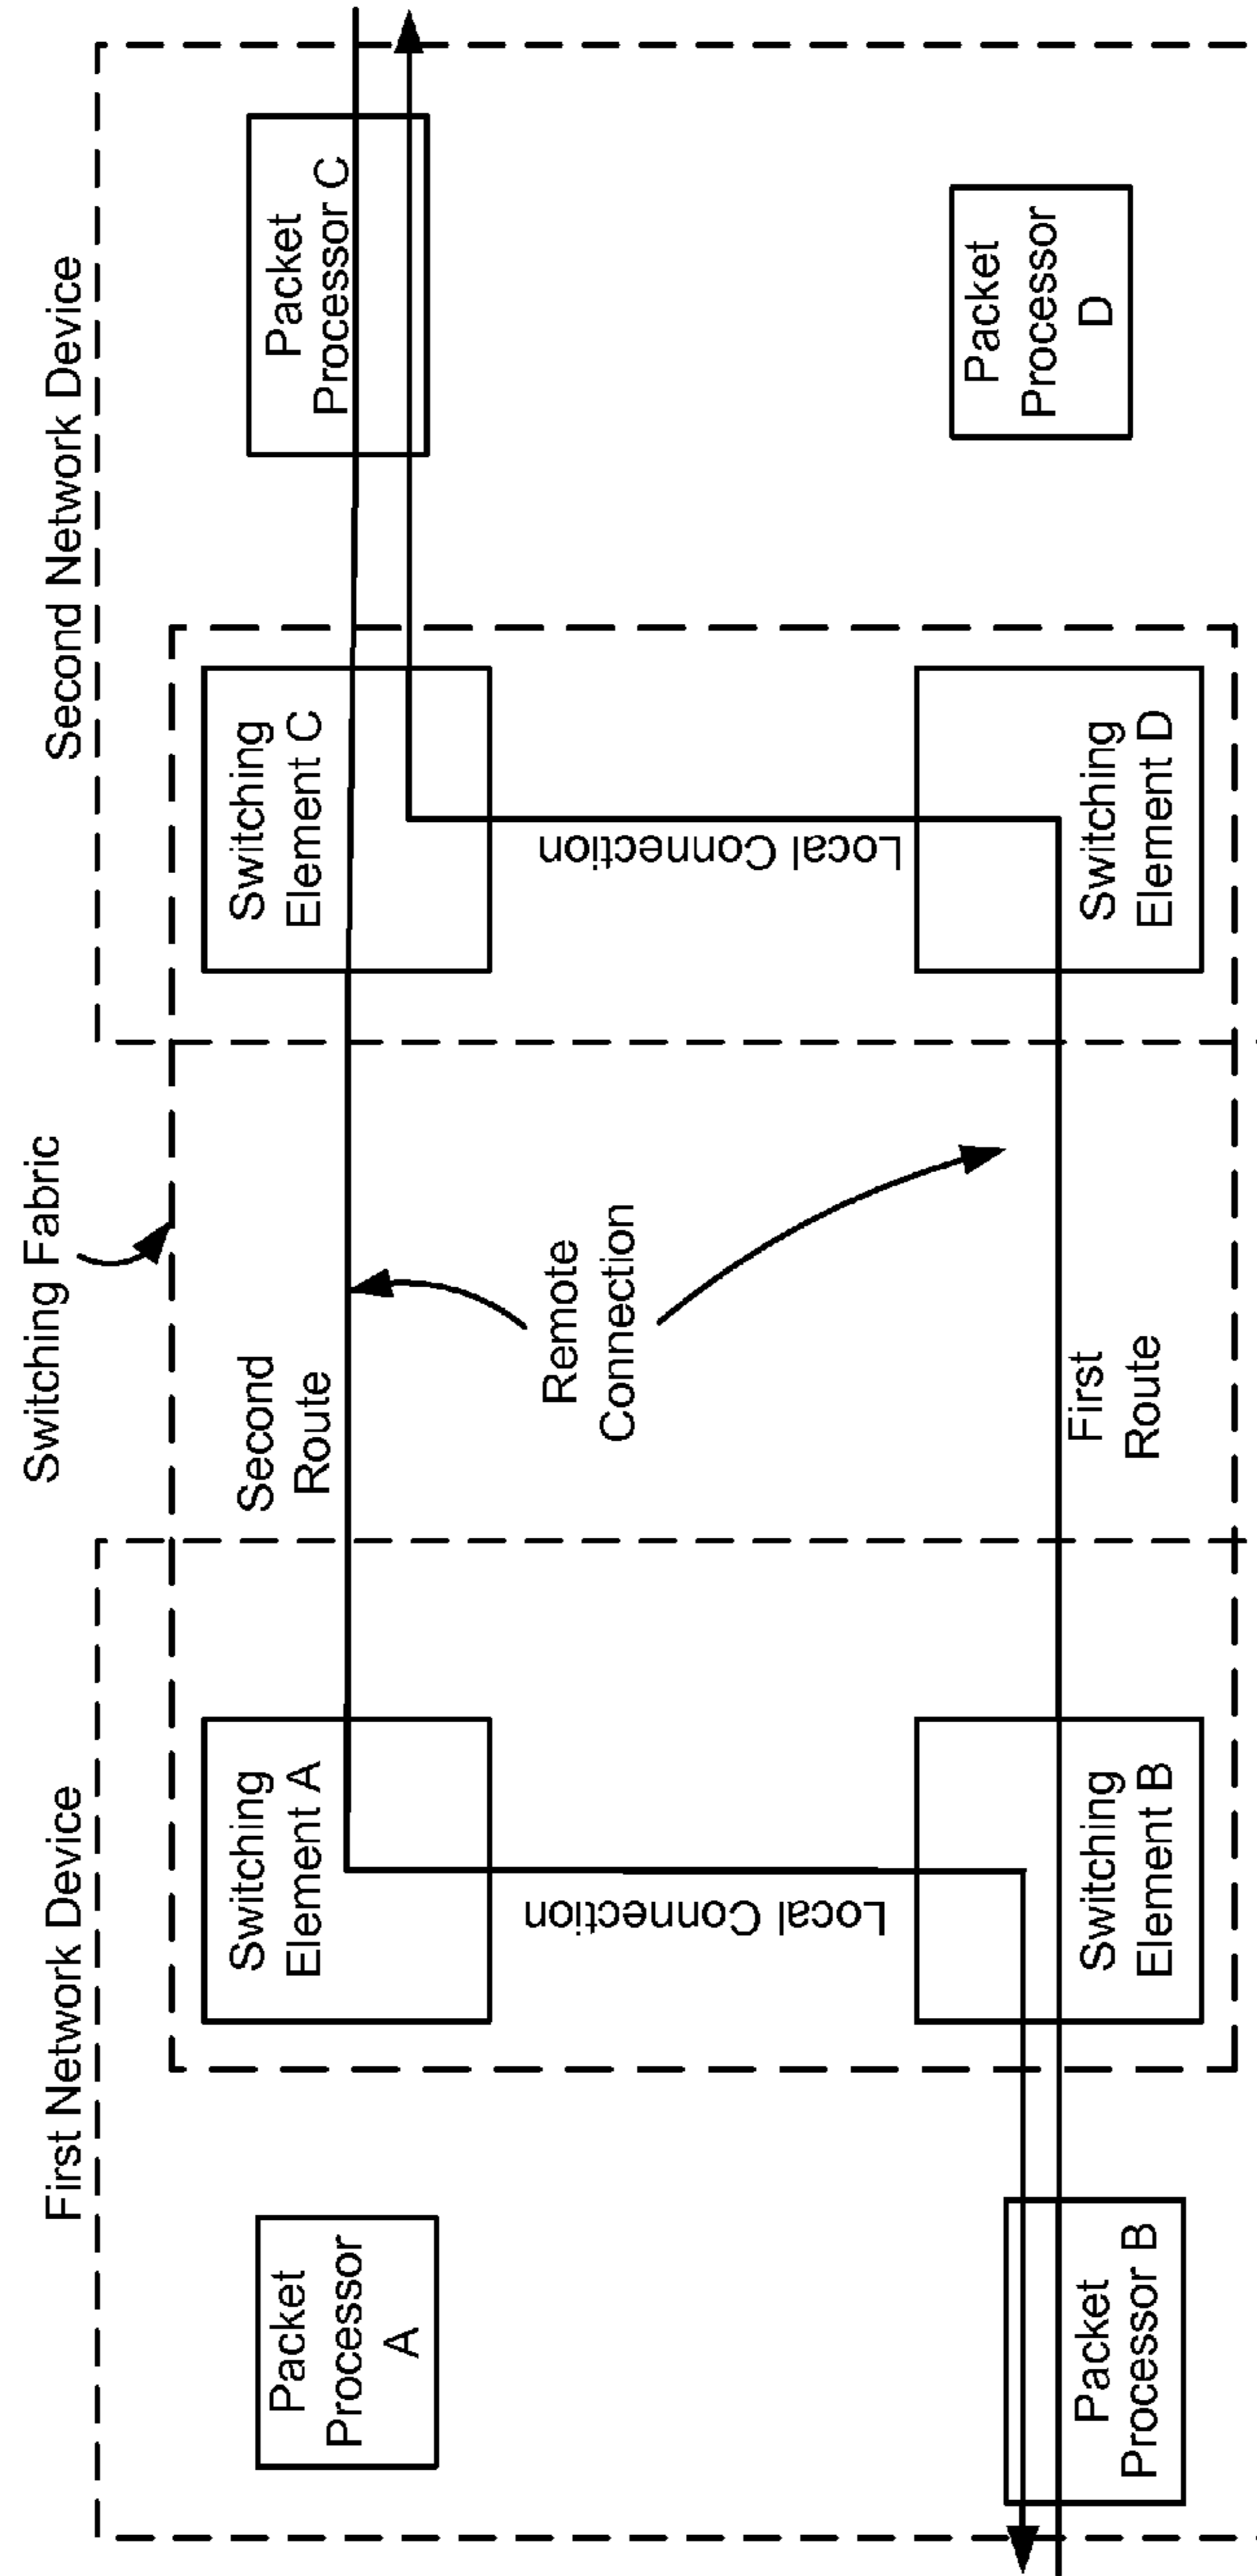 Switching Fabric
First Network Device
Second Network Device
Packet
Processor
A
Switching
Element A
Second
Route
Switching
Element C
Packet
Processor C
Local Connection
Remote
Connection
Local Connection
Packet
Processor B
Switching
Element B
First
Route
Switching
Element D
Packet
Processor
D